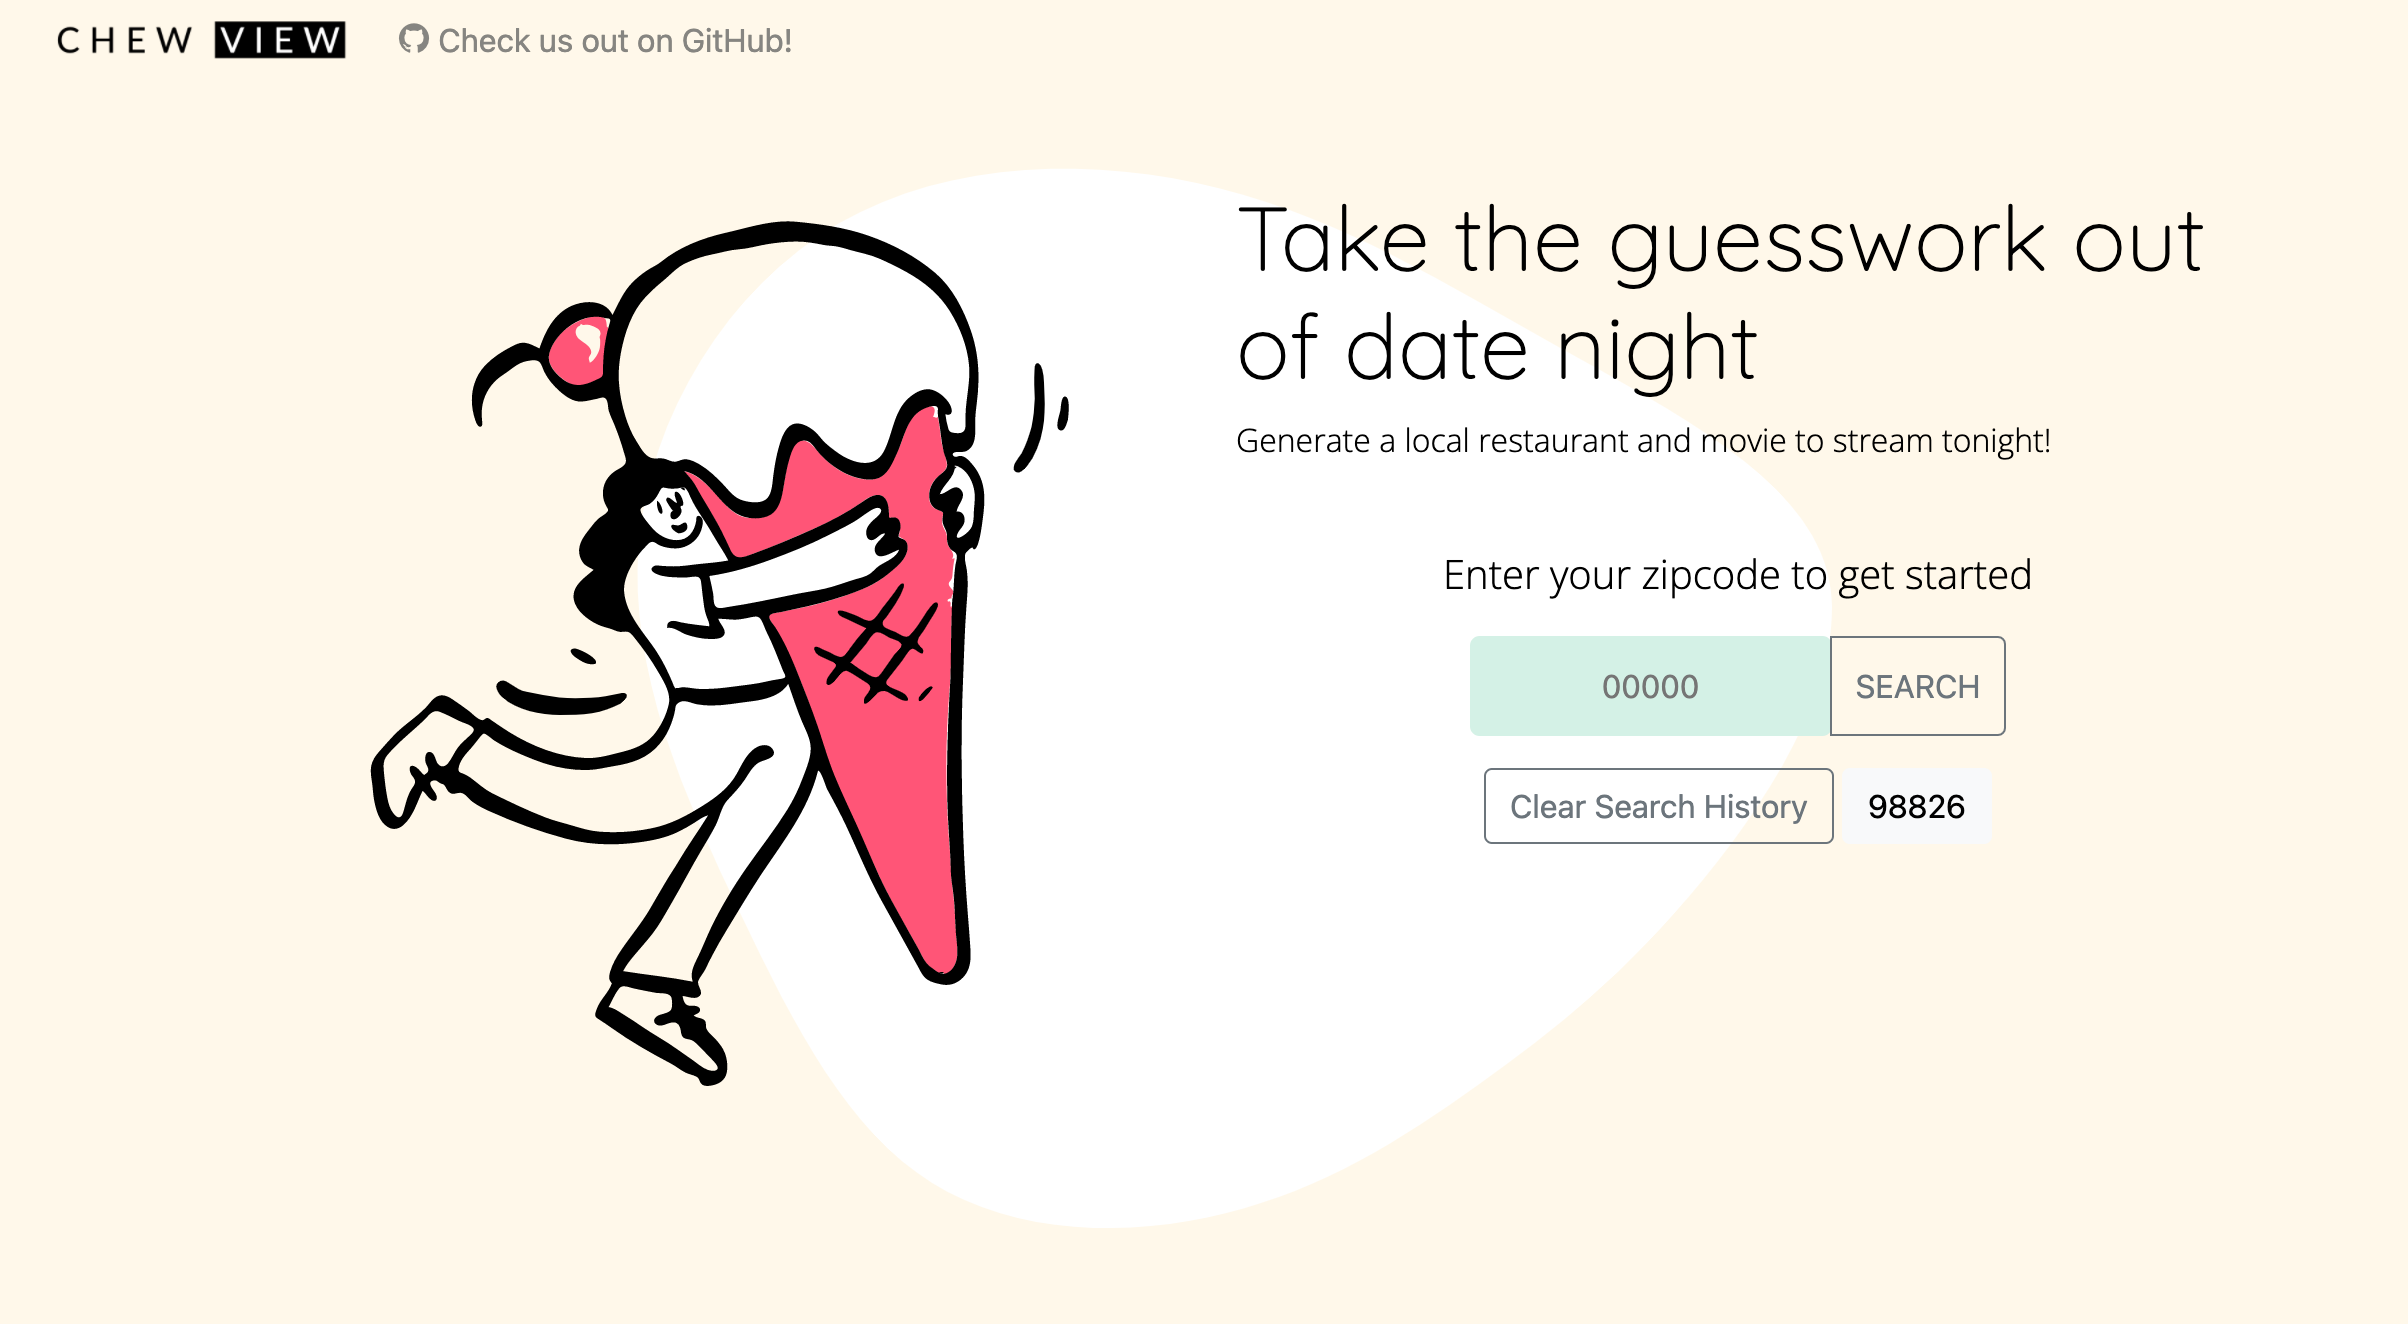 CHEW VIEW
Check us out on GitHub!
Take the guesswork out
of date night
Generate a local restaurant and movie to stream tonight!
Enter your zipcode to get started
00000
SEARCH
Clear Search History
98826